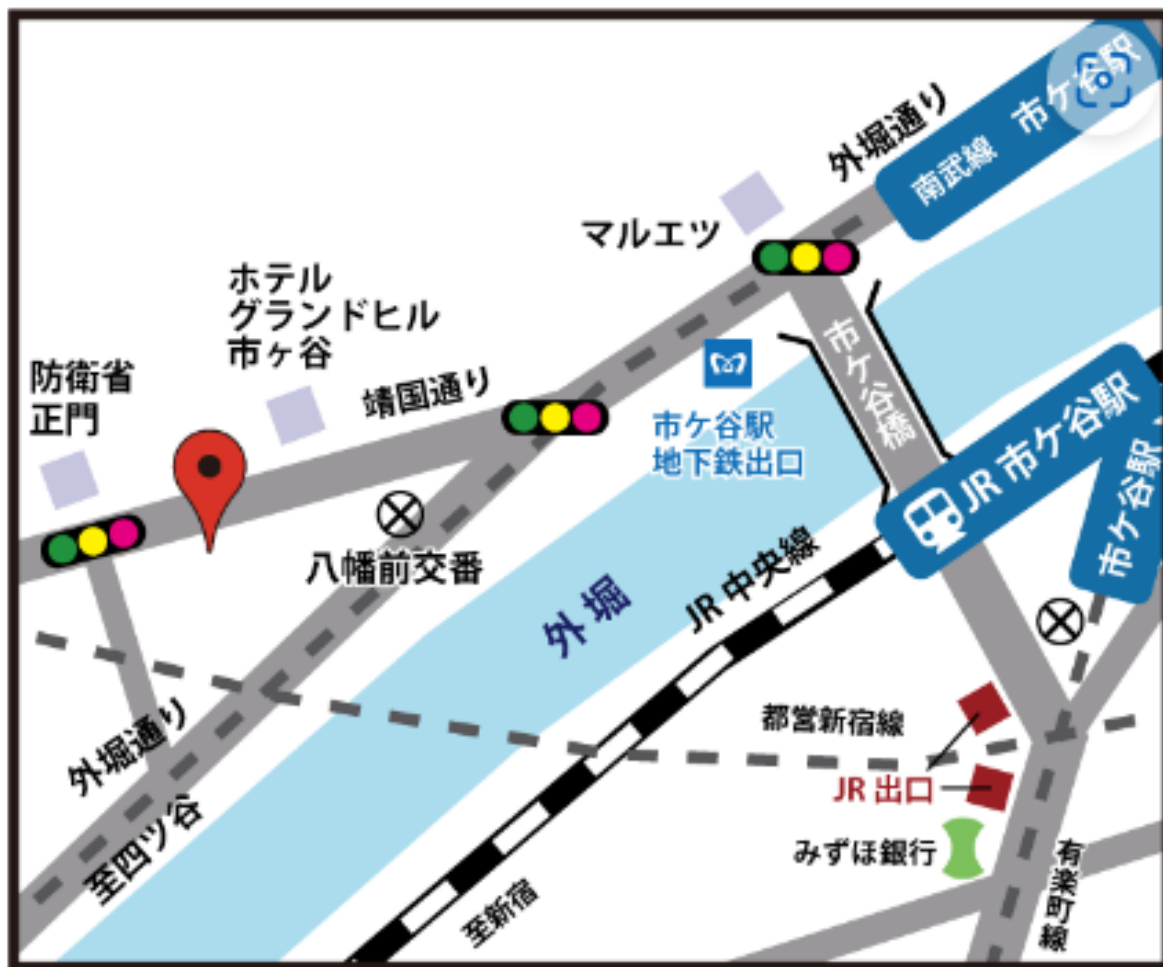 市ケ谷駅
南武線
外堀通り
マルエツ
ホテル
グランドヒル
市ヶ谷
防衛省
正門
靖国通り
市ケ谷橋
市ケ谷駅
地下鉄出口
JR 市ケ谷駅
市ケ谷駅
八幡前交番
外堀
JR 中央線
外堀通り
都営新宿線
JR 出口
至四ツ谷
みずほ銀行
有楽町線
至新宿